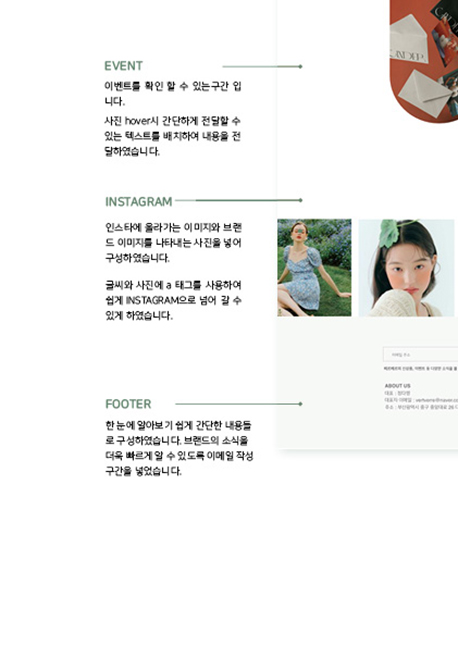 EVENT
이벤트를 확인 할 수 있는구간 입
니다.
사진 hover시 간단하게 전달할 수
있는 텍스트를 배치하여 내용을 전
달하였습니다.
INSTAGRAM
인스타에 올라가는 이미지와 브랜
드 이미지를 나타내는 사진을 넣어
구성하였습니다.
글씨와 사진에 a 태그를 사용하여
쉽게 INSTAGRAM으로 넘어 갈 수
있게 하였습니다.
이메일 주소
ABOUT US
FOOTER
한 눈에 알아보기 쉽게 간단한 내용들
로 구성하였습니다. 브랜드의 소식을
더욱 빠르게 알 수 있도록 이메일 작성
구간을 넣었습니다.